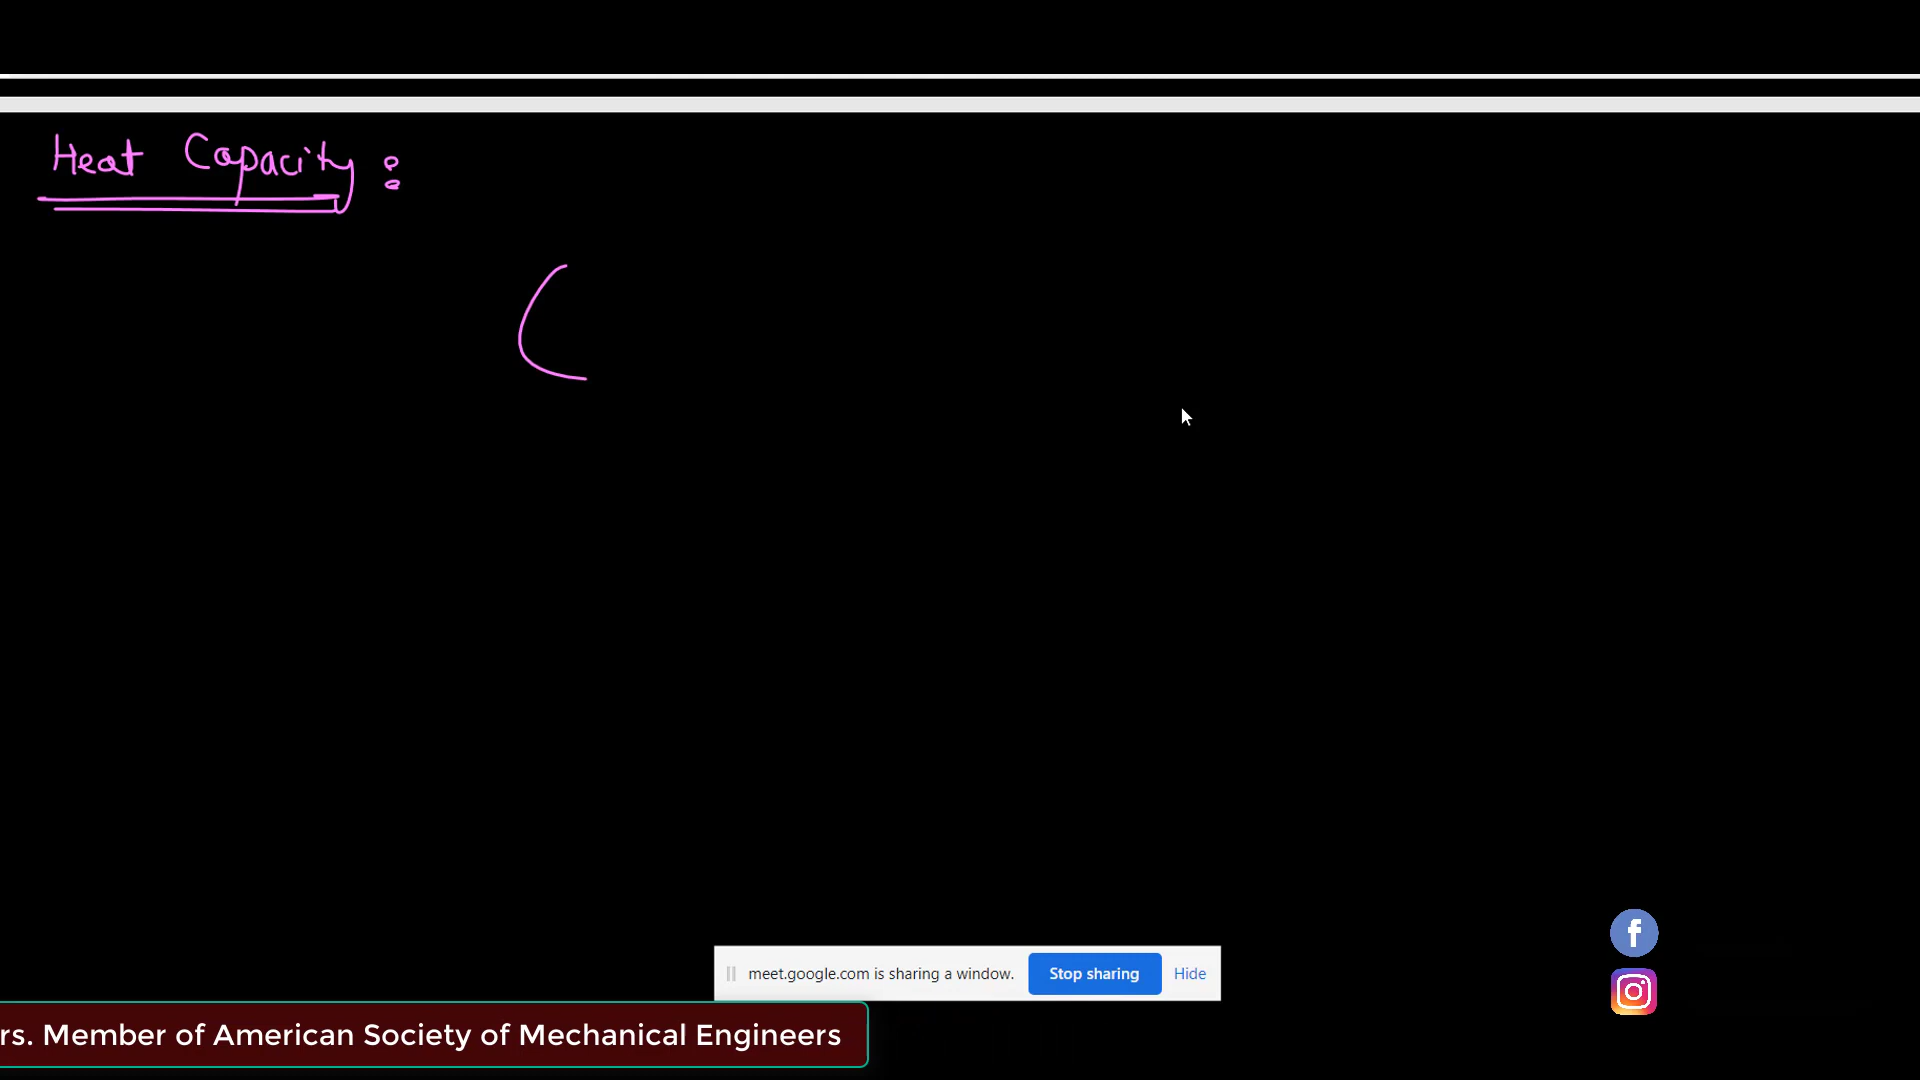 Heat Capacity :
C
meet.google.com is sharing a window. Stop sharing Hide
rs. Member of American Society of Mechanical Engineers